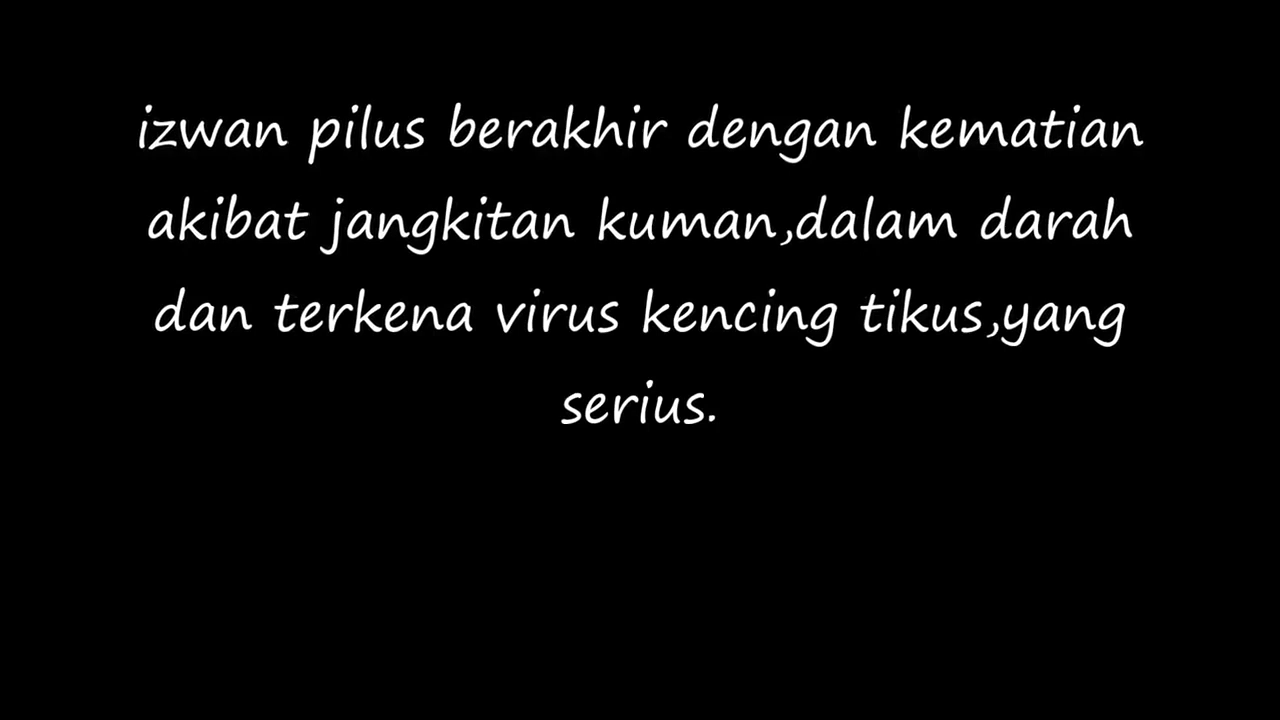 izwan pilus berakhir dengan kematian
akibat jangkitan kuman,dalam darah
dan terkena virus kencing tikus,yang
serius.